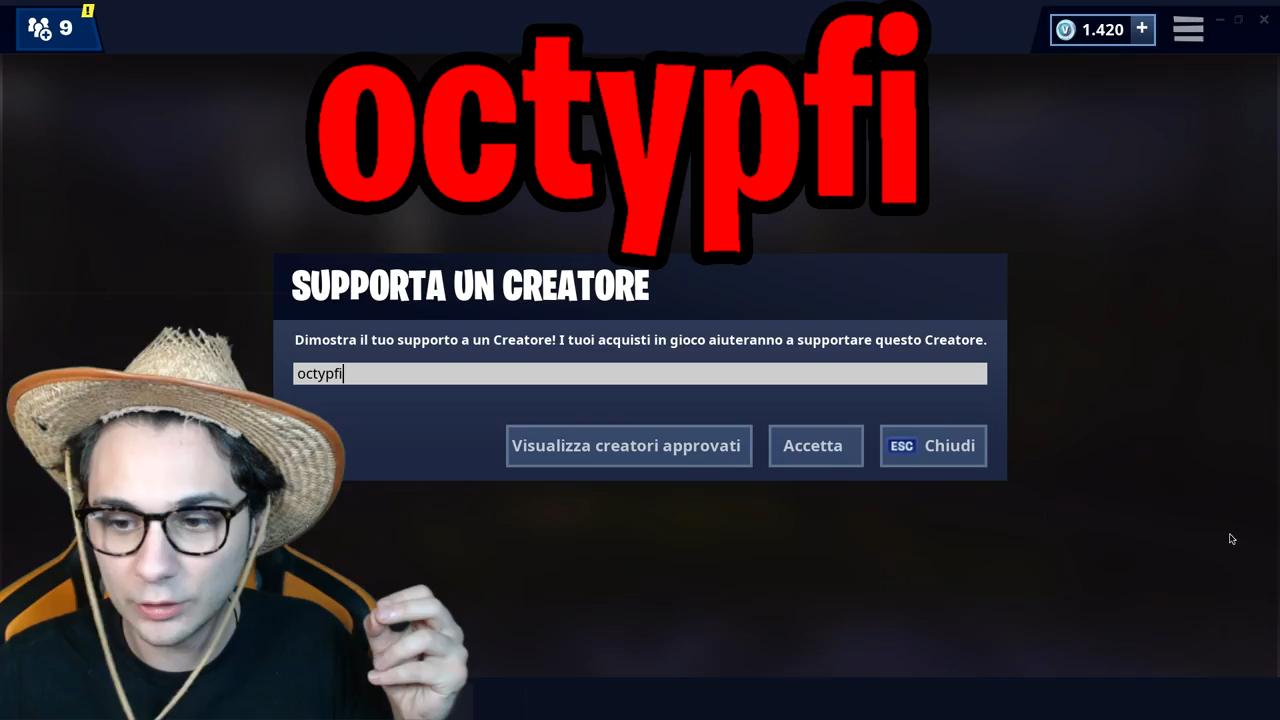 9
!
1.420 +
octypfi
SUPPORTA UN CREATORE
Dimostra il tuo supporto a un Creatore! I tuoi acquisti in gioco aiuteranno a supportare questo Creatore.
octypfi
Visualizza creatori approvati Accetta ESC Chiudi